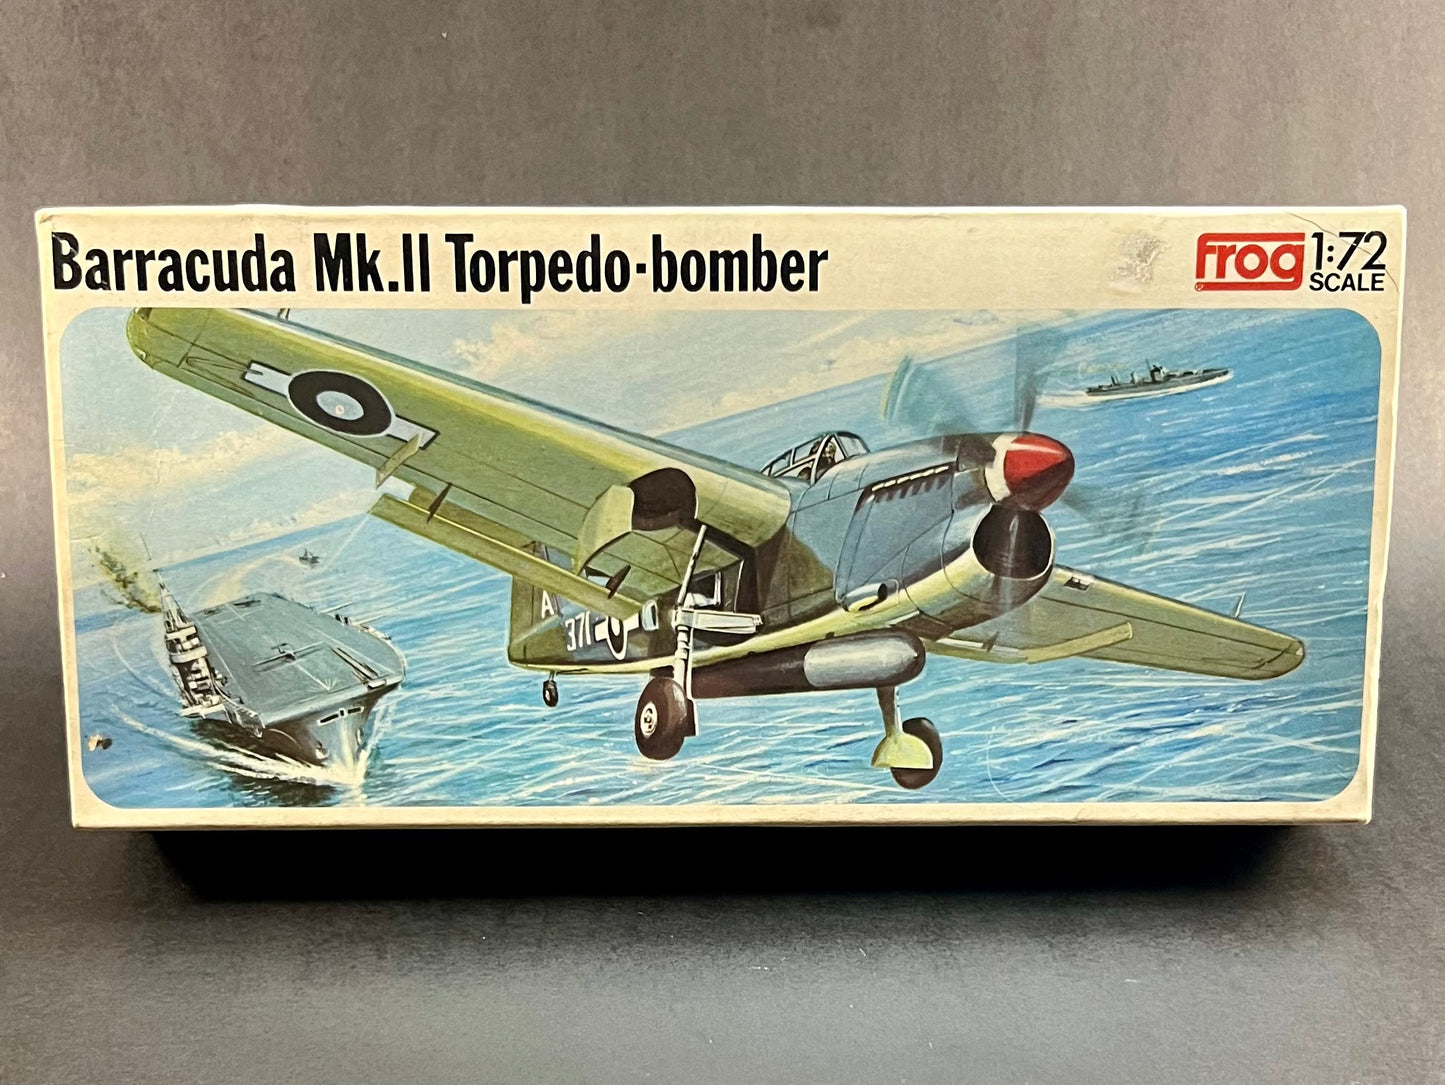 Barracuda Mk.II Torpedo-bomber
frog 1:72
SCALE
A
371